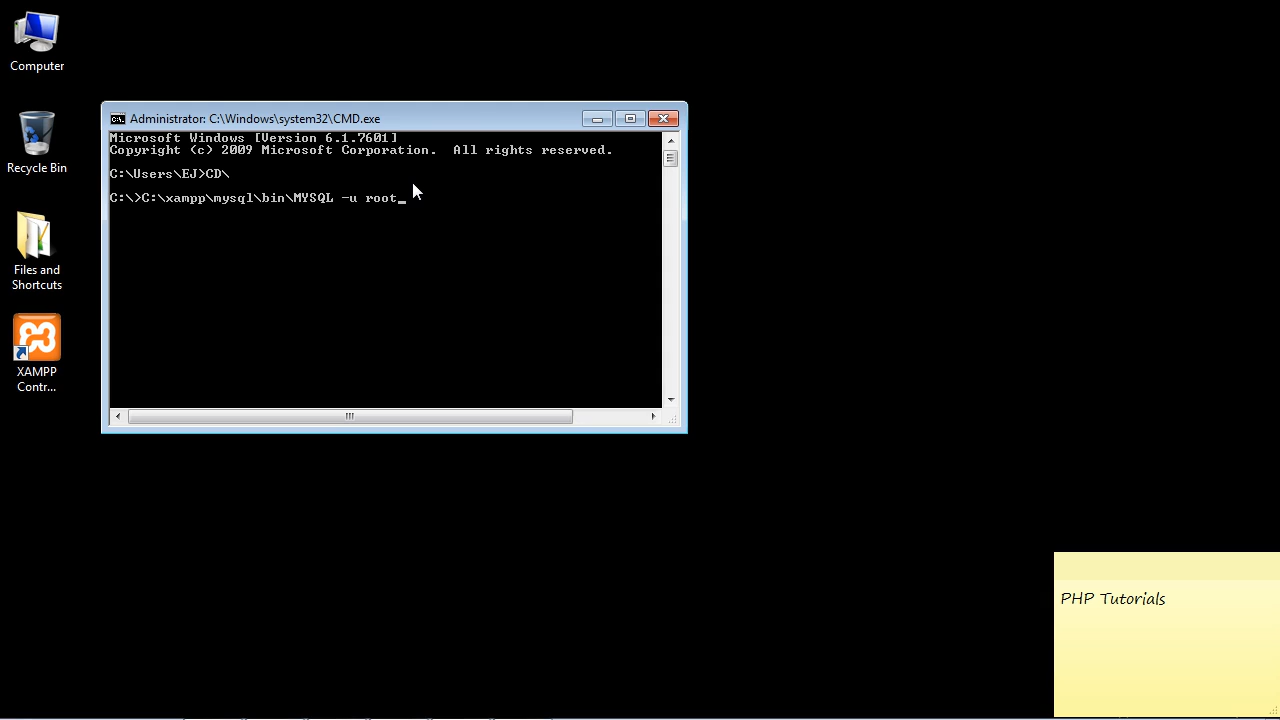 Computer
Recycle Bin
Files and
Shortcuts
XAMPP
Contr...
Administrator: C:\Windows\system32\CMD.exe
Microsoft Windows [Version 6.1.7601]
Copyright (c) 2009 Microsoft Corporation.  All rights reserved.
C:\Users\EJ>CD\
C:\>C:\xampp\mysql\bin\MYSQL -u root_
PHP Tutorials